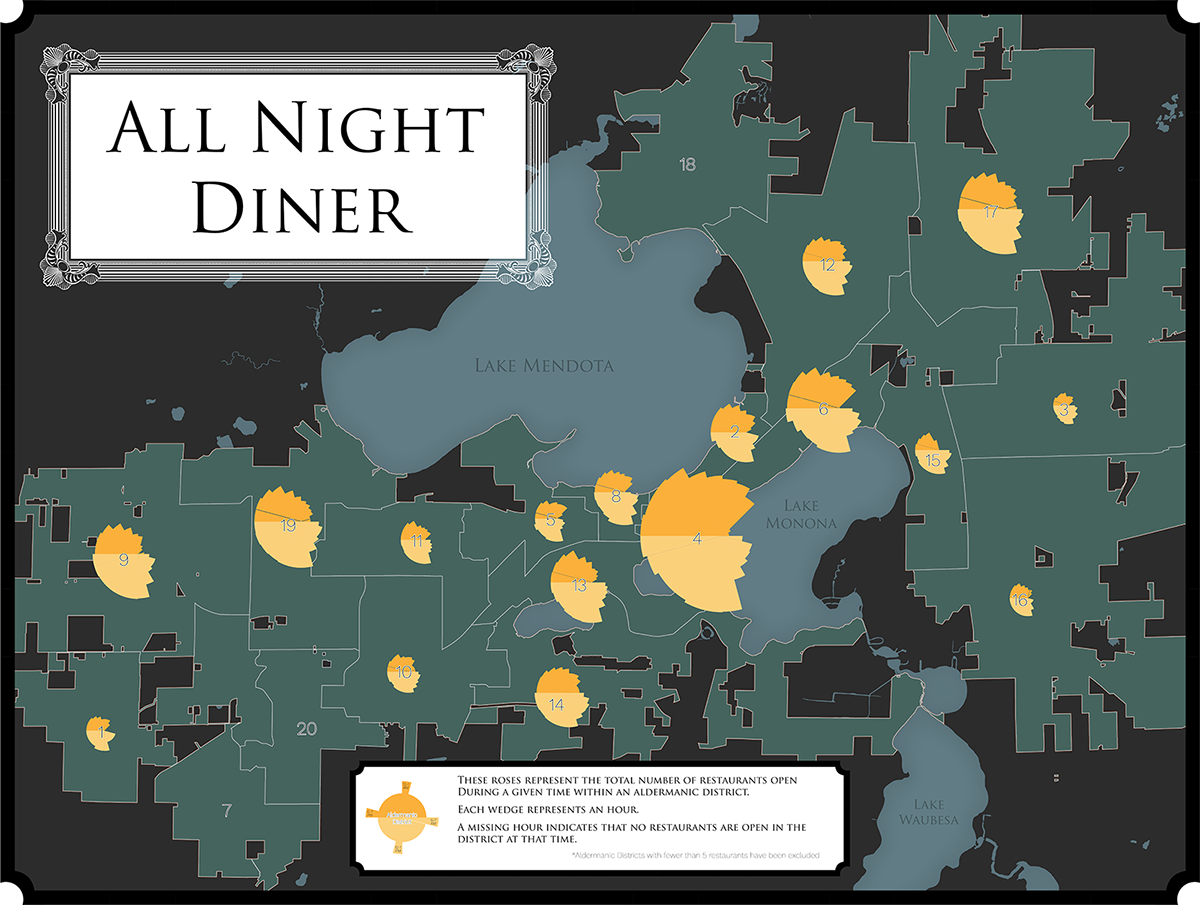 All Night
Diner
18
17
12
Lake Mendota
3
6
2
15
8
Lake
Monona
5
19
11
4
9
13
16
10
14
1
20
7
Lake
Waubesa
These roses represent the total number of restaurants open
During a given time within an aldermanic district.
Each wedge represents an hour.
A missing hour indicates that no restaurants are open in the
district at that time.
*Aldermanic Districts with fewer than 5 restaurants have been excluded